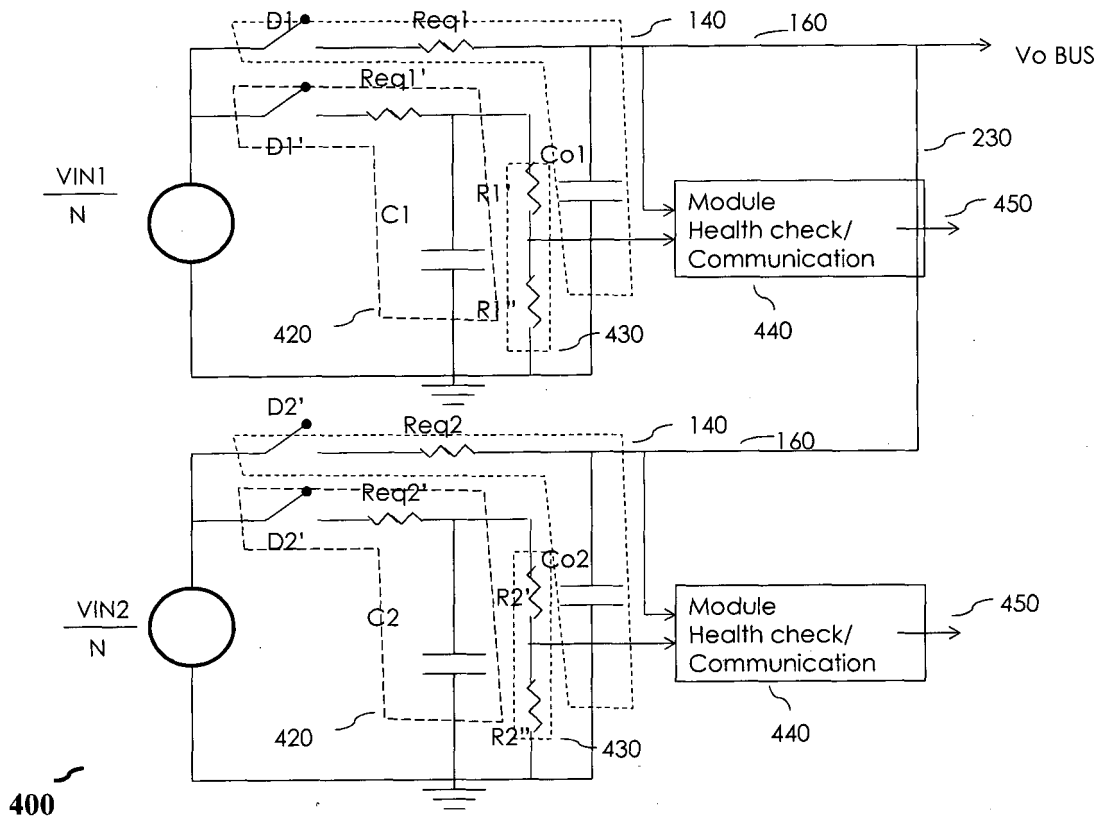 D1
Req1
140
160
Vo BUS
Req1'
D1'
230
Co1
VIN1
N
C1
R1'
Module
Health check/
Communication
450
R1"
420
430
440
D2'
Req2
140
160
Req2'
D2'
Co2
VIN2
N
C2
R2'
Module
Health check/
Communication
450
R2"
420
430
440
400